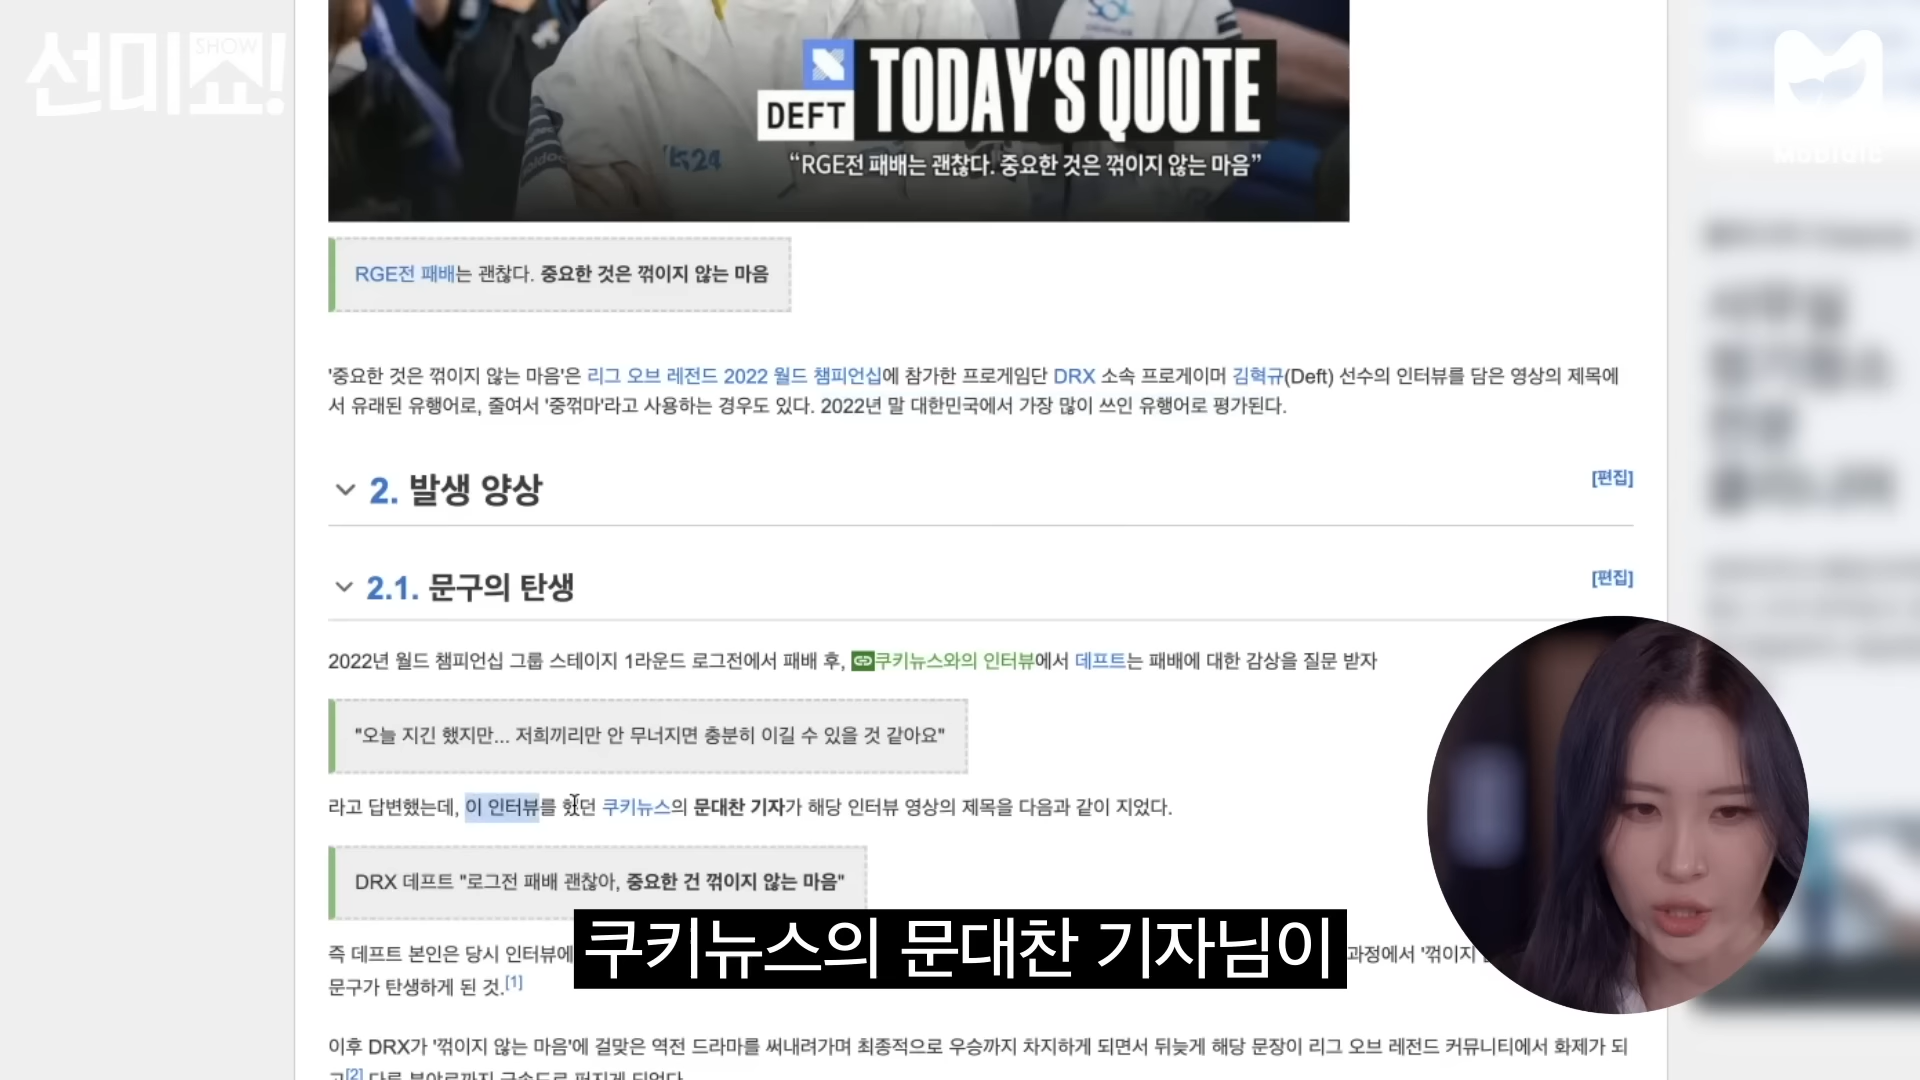 선미쇼!
SHOW
Mobidic
DEFT
TODAY'S QUOTE
“RGE전 패배는 괜찮다. 중요한 것은 꺾이지 않는 마음”
RGE전 패배는 괜찮다. 중요한 것은 꺾이지 않는 마음
'중요한 것은 꺾이지 않는 마음'은 리그 오브 레전드 2022 월드 챔피언십에 참가한 프로게임단 DRX 소속 프로게이머 김혁규(Deft) 선수의 인터뷰를 담은 영상의 제목에
서 유래된 유행어로, 줄여서 '중꺾마'라고 사용하는 경우도 있다. 2022년 말 대한민국에서 가장 많이 쓰인 유행어로 평가된다.
2. 발생 양상
[편집]
2.1. 문구의 탄생
[편집]
2022년 월드 챔피언십 그룹 스테이지 1라운드 로그전에서 패배 후, 쿠키뉴스와의 인터뷰에서 데프트는 패배에 대한 감상을 질문 받자
"오늘 지긴 했지만... 저희끼리만 안 무너지면 충분히 이길 수 있을 것 같아요"
라고 답변했는데, 이 인터뷰를 했던 쿠키뉴스의 문대찬 기자가 해당 인터뷰 영상의 제목을 다음과 같이 지었다.
DRX 데프트 "로그전 패배 괜찮아, 중요한 건 꺾이지 않는 마음"
즉 데프트 본인은 당시 인터뷰에 과정에서 '꺾이지
쿠키뉴스의 문대찬 기자님이
문구가 탄생하게 된 것.[1]
이후 DRX가 '꺾이지 않는 마음'에 걸맞은 역전 드라마를 써내려가며 최종적으로 우승까지 차지하게 되면서 뒤늦게 해당 문장이 리그 오브 레전드 커뮤니티에서 화제가 되
고[2]